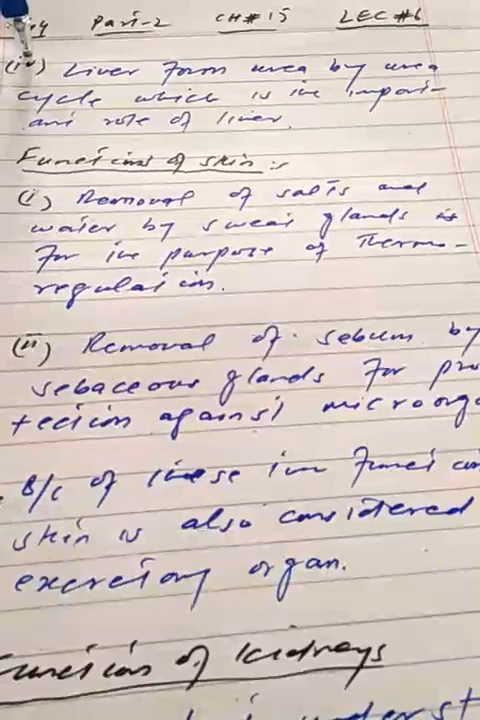 Part-2 CH#15 LEC#6
(iv) Liver form urea by urea
cycle which is the import-
ant role of liver.
Functions of skin:
(i) Removal of salts and
water by sweat glands is
for the purpose of Thermo-
regulation.
(ii) Removal of sebum by
sebaceous glands for pro
tection against microorga
B/c of these two function
skin is also considered
excretory organ.
Function of kidneys